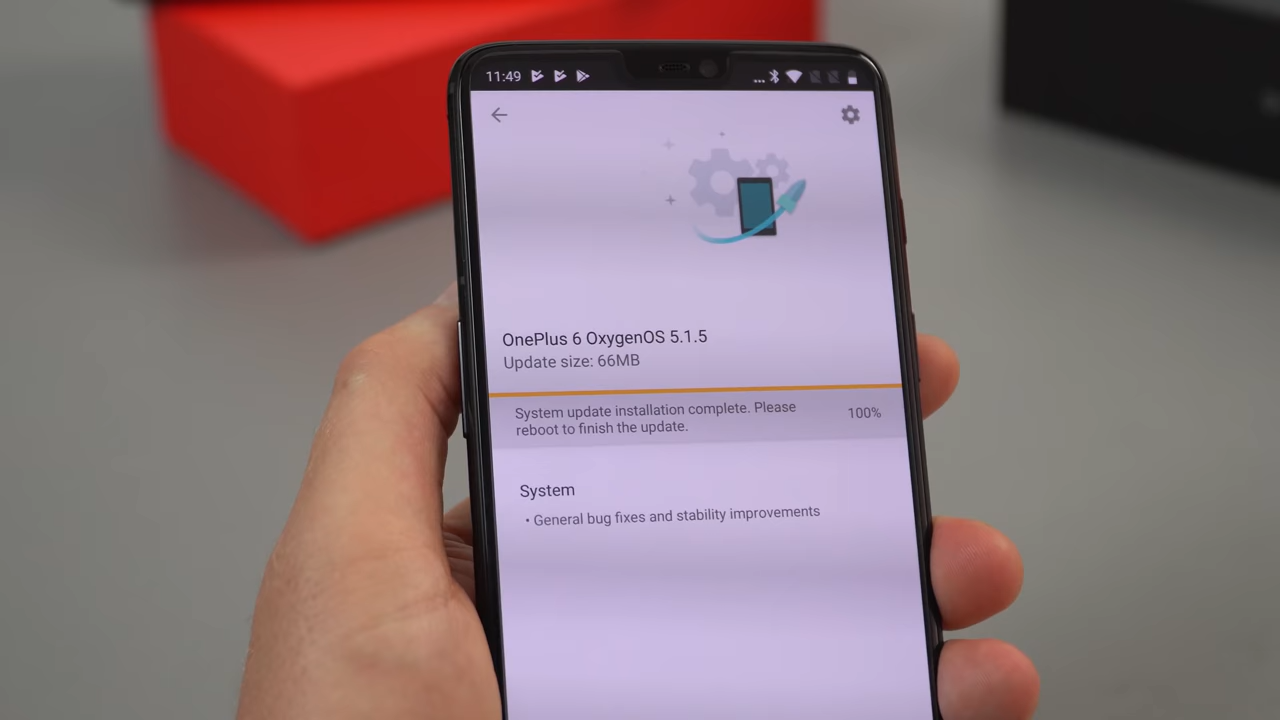 11:49
OnePlus 6 OxygenOS 5.1.5
Update size: 66MB
System update installation complete. Please
reboot to finish the update.
100%
System
• General bug fixes and stability improvements